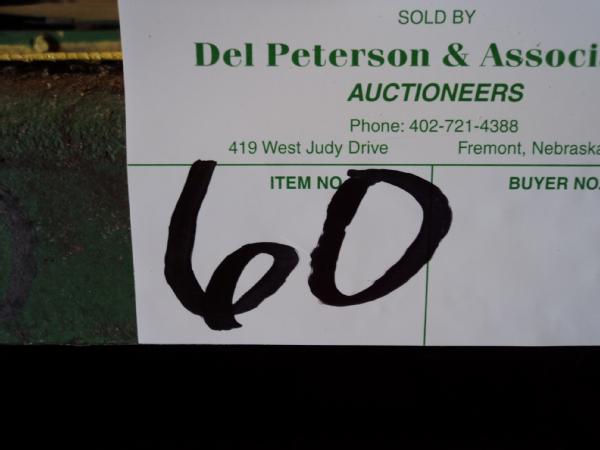 SOLD BY
Del Peterson & Associa
AUCTIONEERS
Phone: 402-721-4388
419 West Judy Drive Fremont, Nebraska
ITEM NO. BUYER NO.
60